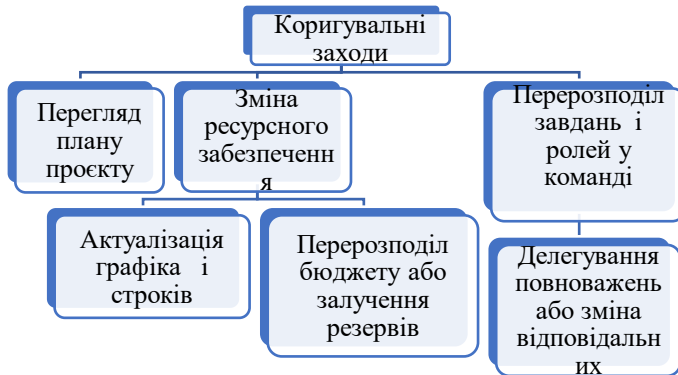 Коригувальні
заходи
Перегляд
плану
проєкту
Зміна
ресурсного
забезпеченн
я
Перерозподіл
завдань і
ролей у
команді
Актуалізація
графіка і
строків
Перерозподіл
бюджету або
залучення
резервів
Делегування
повноважень
або зміна
відповідальн
их